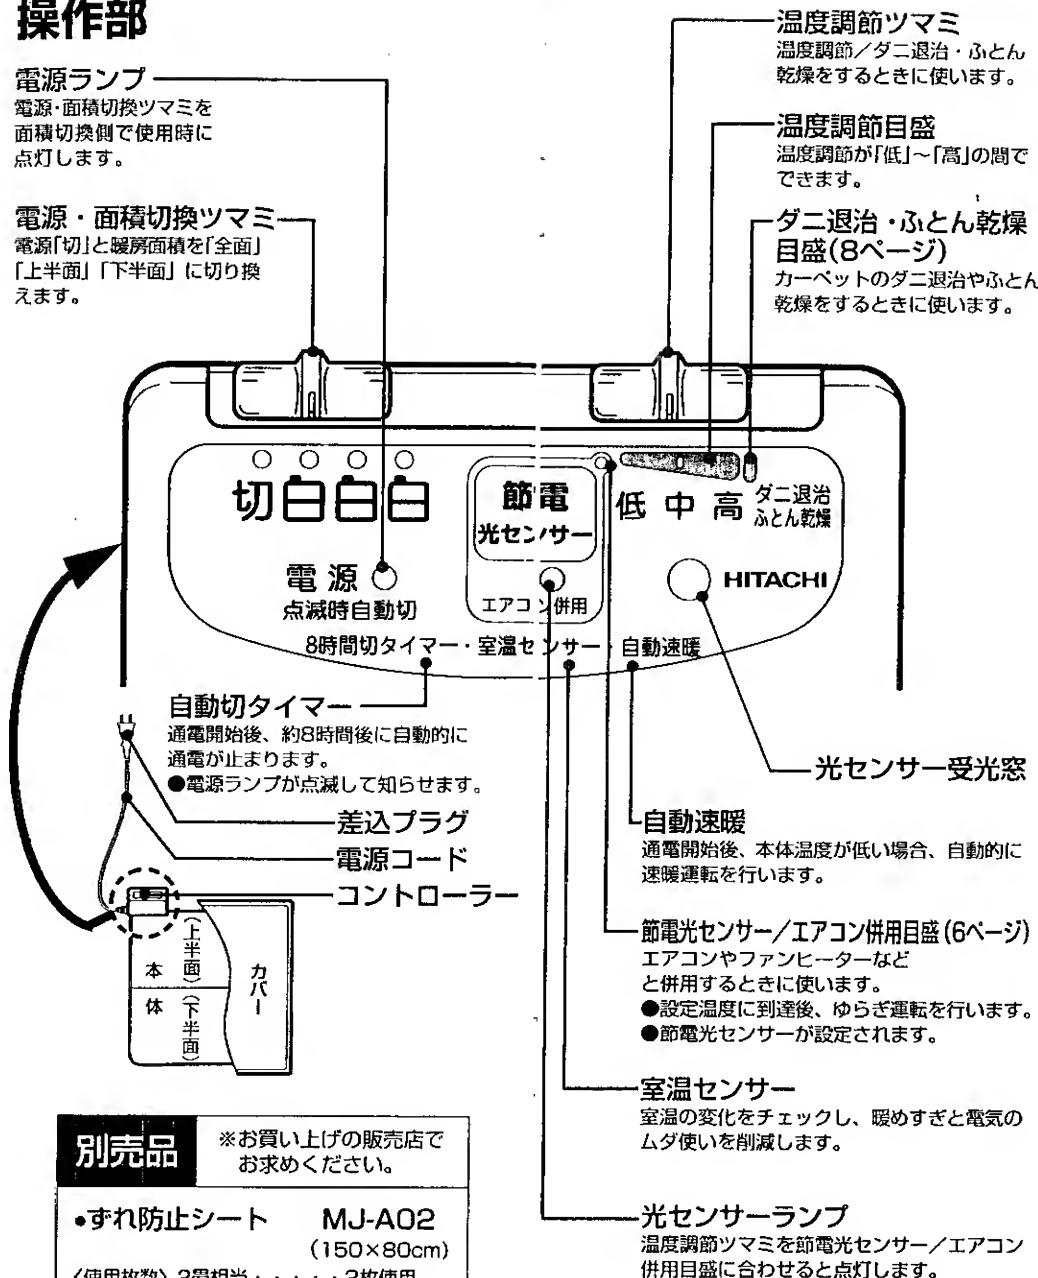 操作部
電源ランプ
電源・面積切換ツマミを
面積切換側で使用時に
点灯します。
電源・面積切換ツマミ
電源「切」と暖房面積を「全面」
「上半面」「下半面」に切り換
えます。
温度調節ツマミ
温度調節／ダニ退治・ふとん
乾燥をするときに使います。
温度調節目盛
温度調節が「低」～「高」の間で
できます。
ダニ退治・ふとん乾燥
目盛(8ページ)
カーペットのダニ退治やふとん
乾燥をするときに使います。
切
節電
光センサー
低 中 高
ダニ退治
ふとん乾燥
電源
点滅時自動切
エアコン併用
HITACHI
8時間切タイマー・室温センサー・自動速暖
自動切タイマー
通電開始後、約8時間後に自動的に
通電が止まります。
●電源ランプが点滅して知らせます。
差込プラグ
電源コード
コントローラー
本体
(上半面)
(下半面)
カバー
光センサー受光窓
自動速暖
通電開始後、本体温度が低い場合、自動的に
速暖運転を行います。
節電光センサー／エアコン併用目盛(6ページ)
エアコンやファンヒーターなど
と併用するときに使います。
●設定温度に到達後、ゆらぎ運転を行います。
●節電光センサーが設定されます。
室温センサー
室温の変化をチェックし、暖めすぎと電気の
ムダ使いを削減します。
光センサーランプ
温度調節ツマミを節電光センサー／エアコン
併用目盛に合わせると点灯します。
別売品
※お買い上げの販売店で
お求めください。
•ずれ防止シート MJ-A02
(150×80cm)